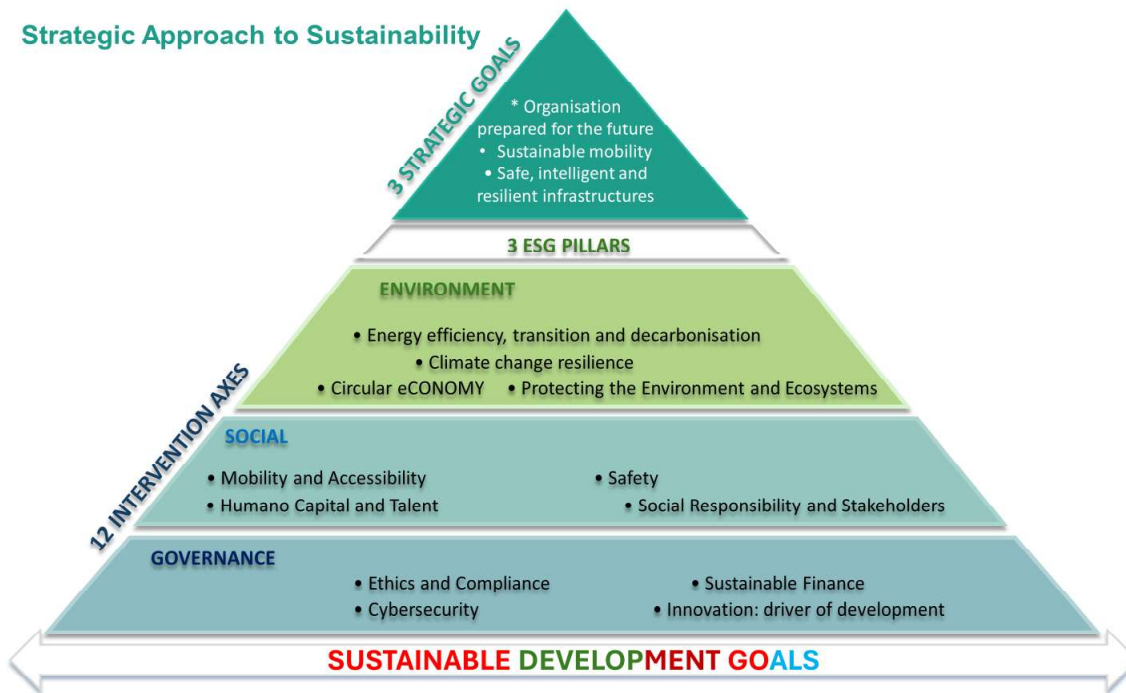 Strategic Approach to Sustainability
3 STRATEGIC GOALS
* Organisation
prepared for the future
• Sustainable mobility
• Safe, intelligent and
resilient infrastructures
3 ESG PILLARS
12 INTERVENTION AXES
ENVIRONMENT
• Energy efficiency, transition and decarbonisation
• Climate change resilience
• Circular eCONOMY • Protecting the Environment and Ecosystems
SOCIAL
• Mobility and Accessibility • Safety
• Humano Capital and Talent • Social Responsibility and Stakeholders
GOVERNANCE
• Ethics and Compliance • Sustainable Finance
• Cybersecurity • Innovation: driver of development
SUSTAINABLE DEVELOPMENT GOALS